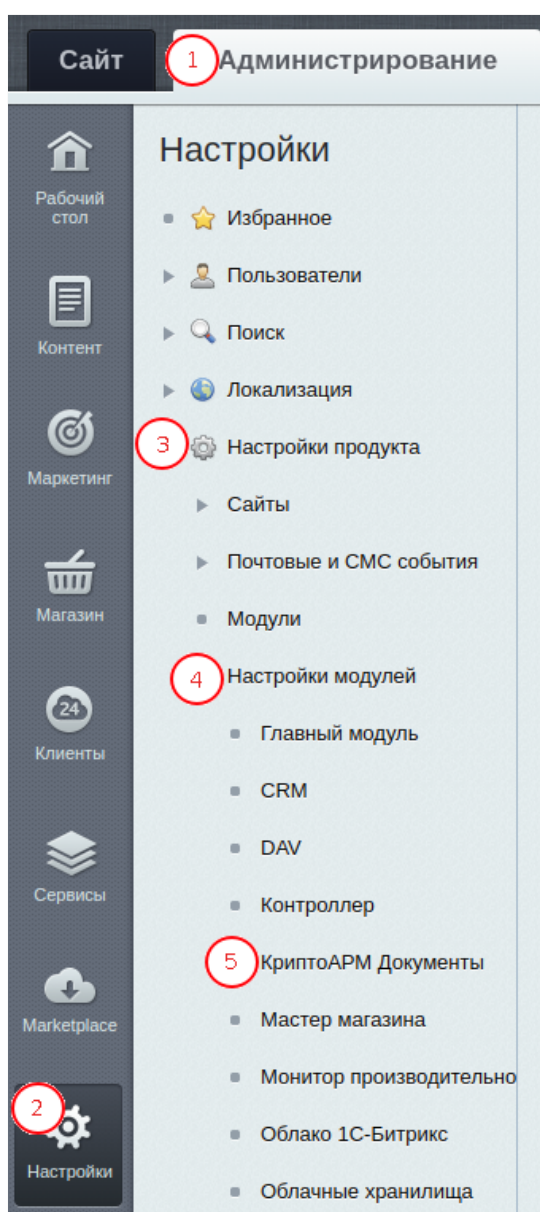 Сайт
1 Администрирование
Рабочий
стол
Контент
Маркетинг
Магазин
24
Клиенты
Сервисы
Marketplace
2
Настройки
Настройки
Избранное
Пользователи
Поиск
Локализация
3 Настройки продукта
Сайты
Почтовые и СМС события
Модули
4 Настройки модулей
Главный модуль
CRM
DAV
Контроллер
5 КриптоАРМ Документы
Мастер магазина
Монитор производительно
Облако 1С-Битрикс
Облачные хранилища